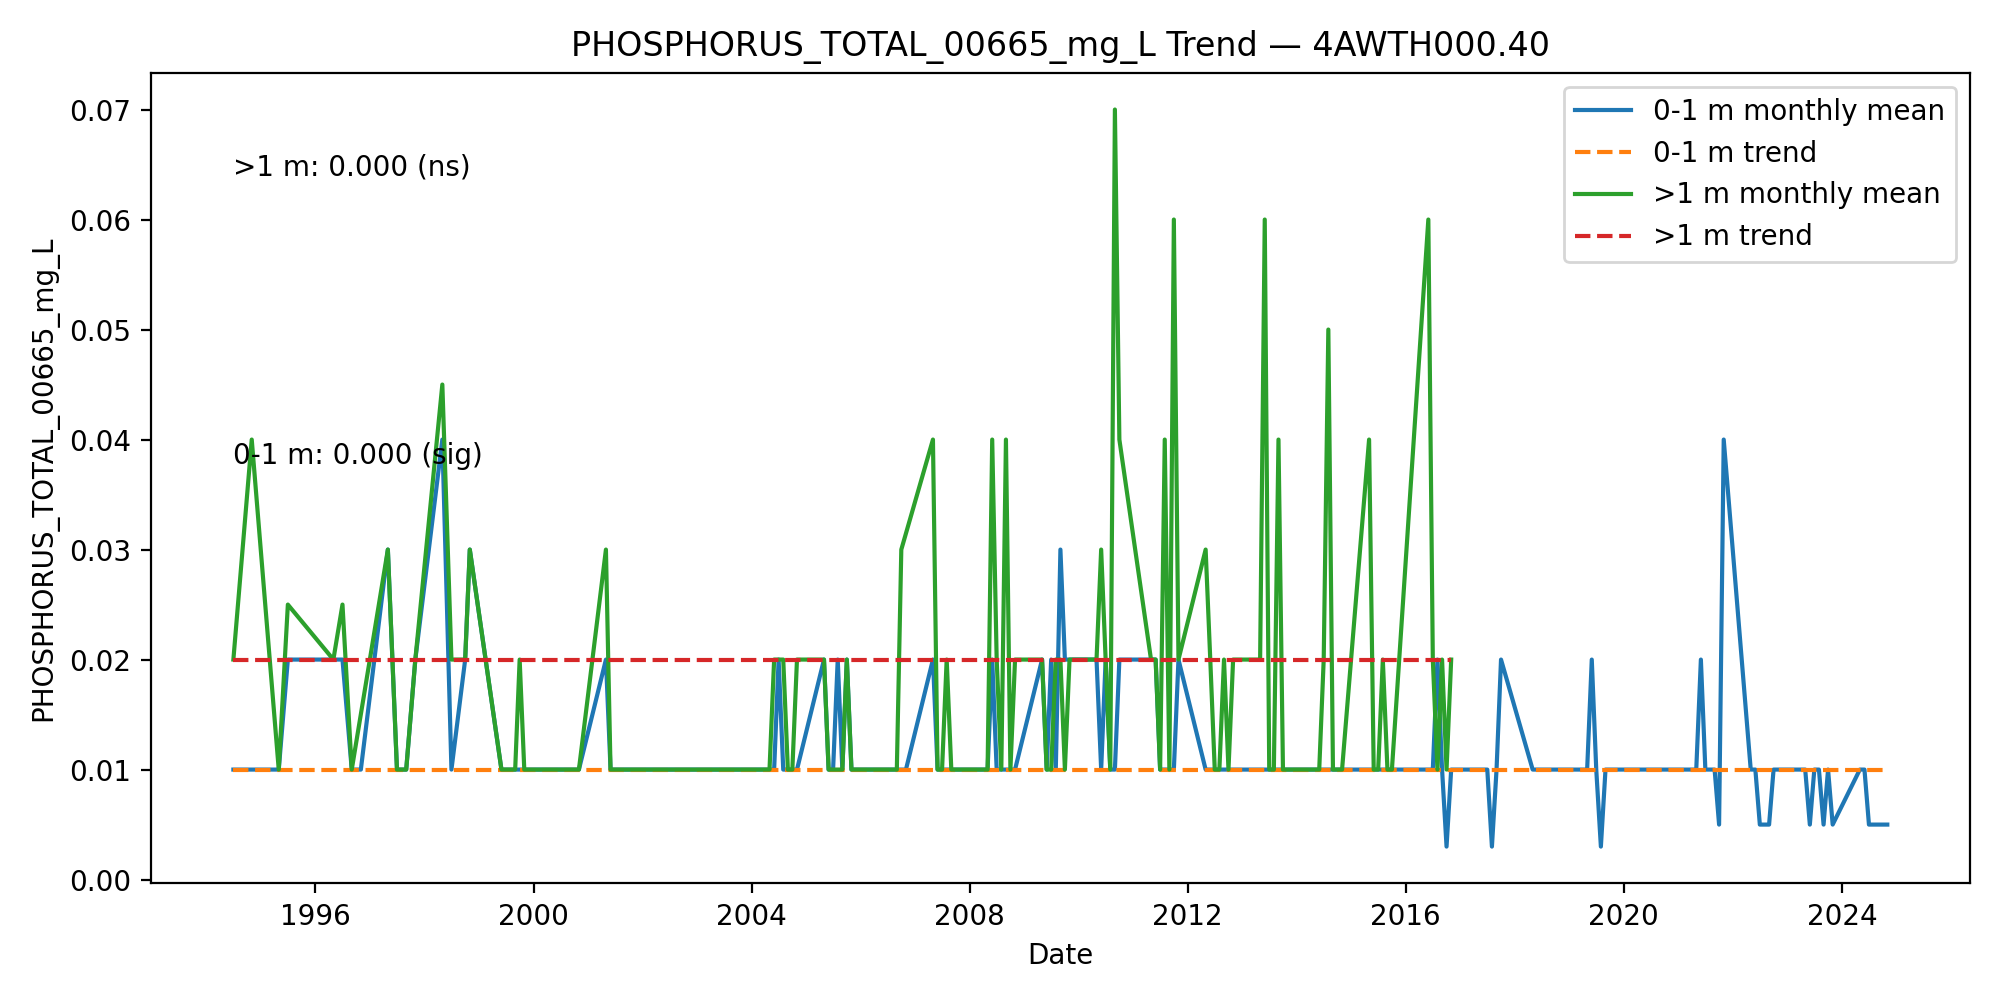 PHOSPHORUS_TOTAL_00665_mg_L Trend — 4AWTH000.40
0-1 m monthly mean
0-1 m trend
>1 m monthly mean
>1 m trend
>1 m: 0.000 (ns)
0-1 m: 0.000 (sig)
PHOSPHORUS_TOTAL_00665_mg_L
0.07
0.06
0.05
0.04
0.03
0.02
0.01
0.00
1996 2000 2004 2008 2012 2016 2020 2024
Date